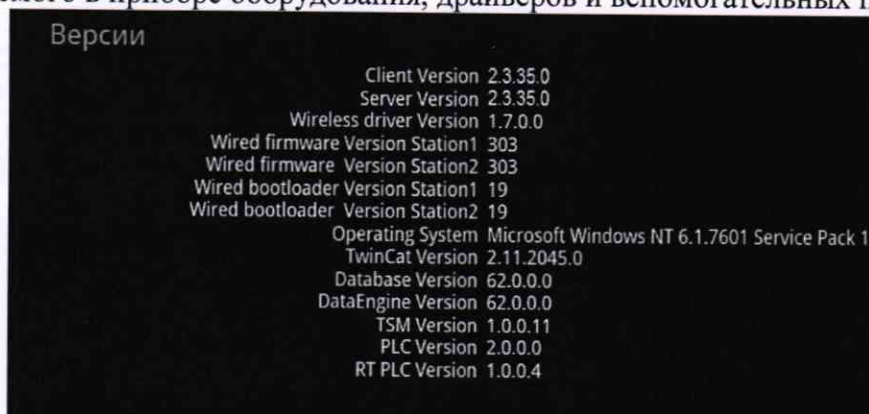 в приборе оборудования, драйверов и вспомогательных
Версии
Client Version 2.3.35.0
Server Version 2.3.35.0
Wireless driver Version 1.7.0.0
Wired firmware Version Station1 303
Wired firmware Version Station2 303
Wired bootloader Version Station1 19
Wired bootloader Version Station2 19
Operating System Microsoft Windows NT 6.1.7601 Service Pack 1
TwinCat Version 2.11.2045.0
Database Version 62.0.0.0
DataEngine Version 62.0.0.0
TSM Version 1.0.0.11
PLC Version 2.0.0.0
RT PLC Version 1.0.0.4